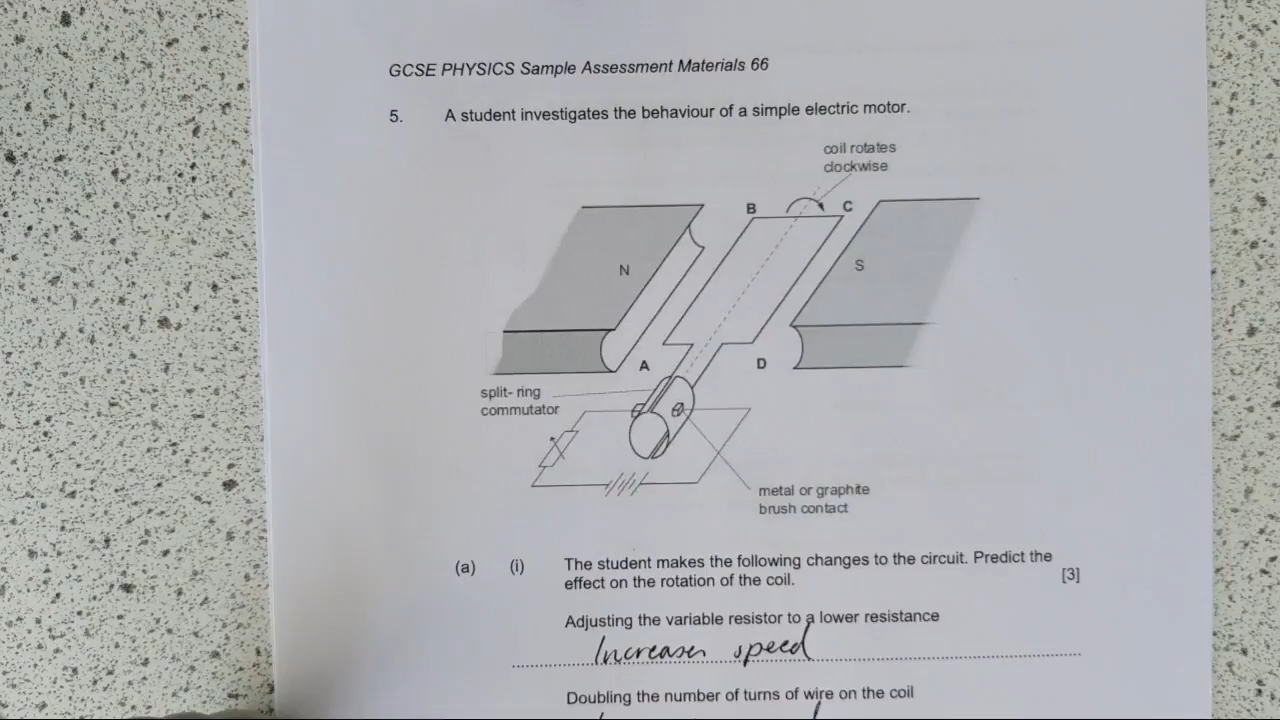 GCSE PHYSICS Sample Assessment Materials 66
5. A student investigates the behaviour of a simple electric motor.
coil rotates
clockwise
B
C
N
S
A
D
split- ring
commutator
metal or graphite
brush contact
(a) (i) The student makes the following changes to the circuit. Predict the
effect on the rotation of the coil. [3]
Adjusting the variable resistor to a lower resistance
Increases speed
Doubling the number of turns of wire on the coil